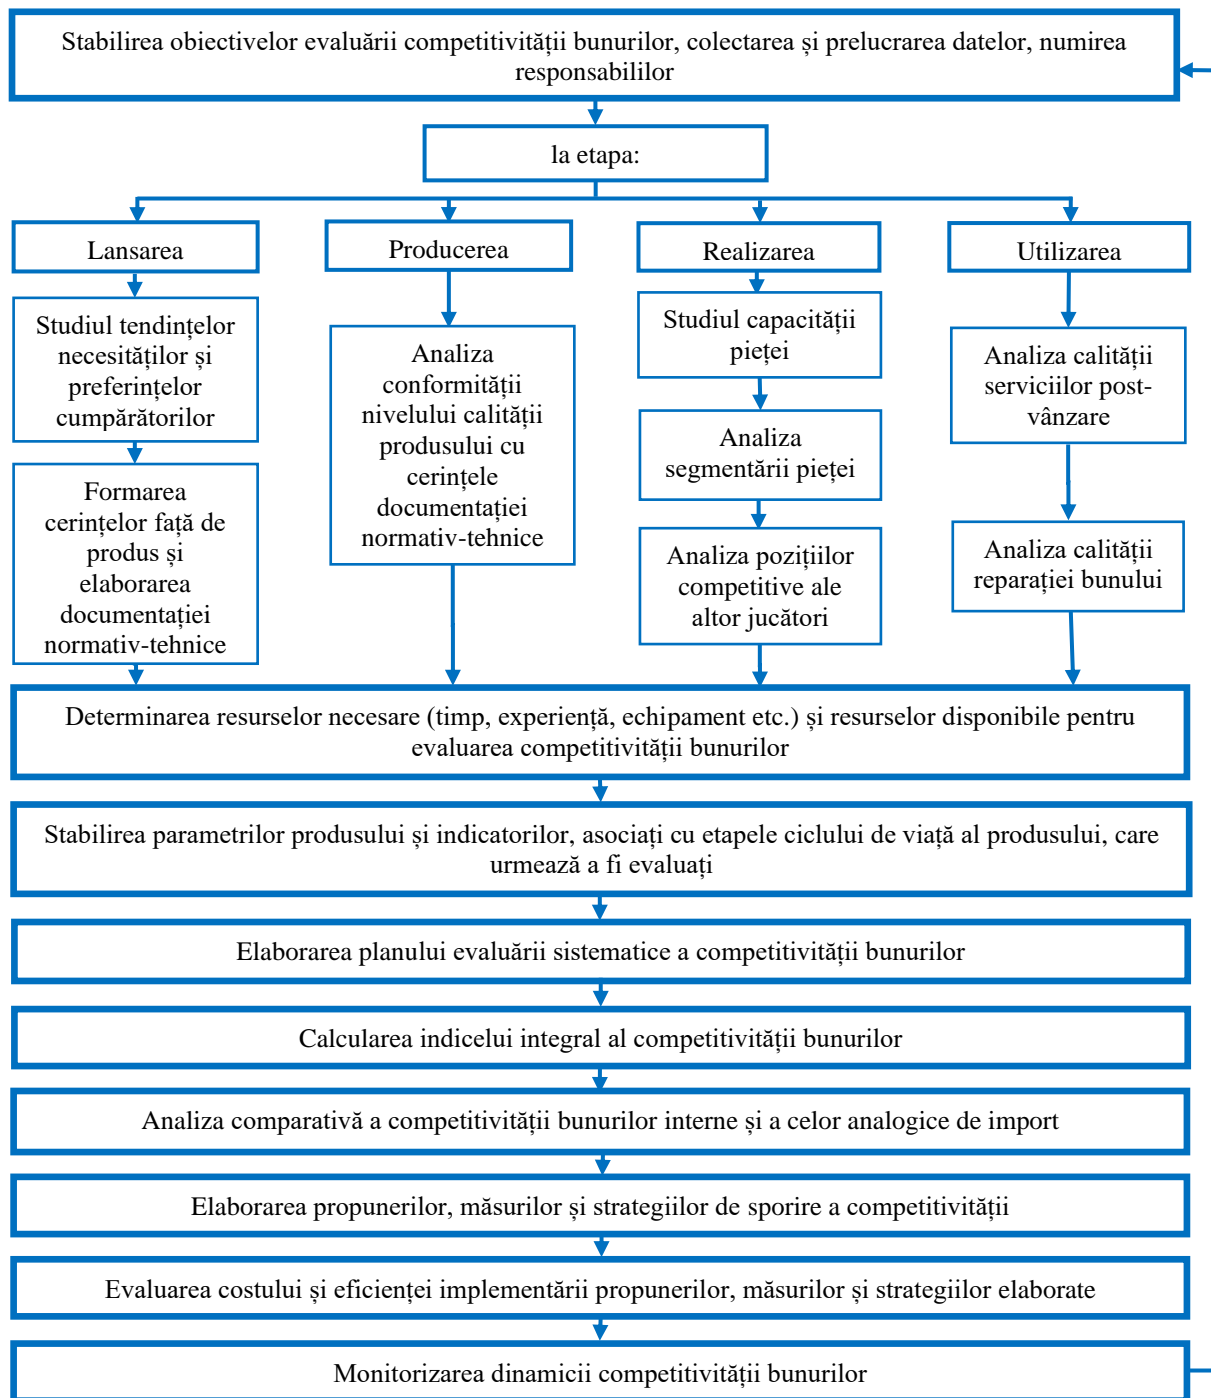 Stabilirea obiectivelor evaluării competitivității bunurilor, colectarea și prelucrarea datelor, numirea
responsabililor
la etapa:
Lansarea
Producerea
Realizarea
Utilizarea
Studiul tendințelor
necesităților și
preferințelor
cumpărătorilor
Formarea
cerințelor față de
produs și
elaborarea
documentației
normativ-tehnice
Analiza
conformității
nivelului calității
produsului cu
cerințele
documentației
normativ-tehnice
Studiul capacității
pieței
Analiza
segmentării pieței
Analiza pozițiilor
competitive ale
altor jucători
Analiza calității
serviciilor post-
vânzare
Analiza calității
reparației bunului
Determinarea resurselor necesare (timp, experiență, echipament etc.) și resurselor disponibile pentru
evaluarea competitivității bunurilor
Stabilirea parametrilor produsului și indicatorilor, asociați cu etapele ciclului de viață al produsului, care
urmează a fi evaluați
Elaborarea planului evaluării sistematice a competitivității bunurilor
Calcularea indicelui integral al competitivității bunurilor
Analiza comparativă a competitivității bunurilor interne și a celor analogice de import
Elaborarea propunerilor, măsurilor și strategiilor de sporire a competitivității
Evaluarea costului și eficienței implementării propunerilor, măsurilor și strategiilor elaborate
Monitorizarea dinamicii competitivității bunurilor